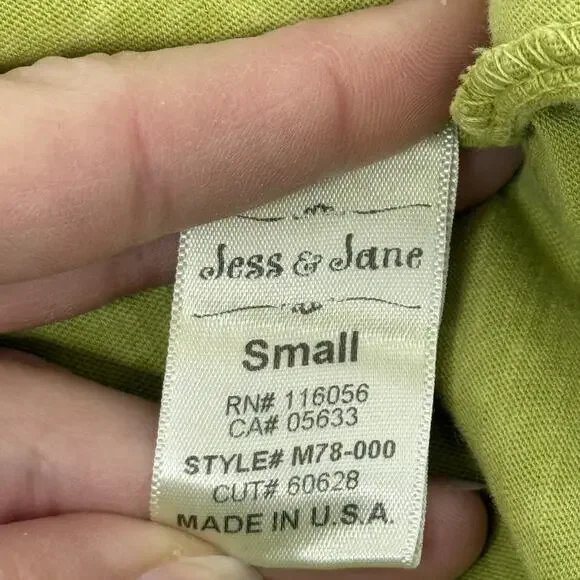 Jess & Jane
Small
RN# 116056
CA# 05633
STYLE# M78-000
CUT# 60628
MADE IN U.S.A.